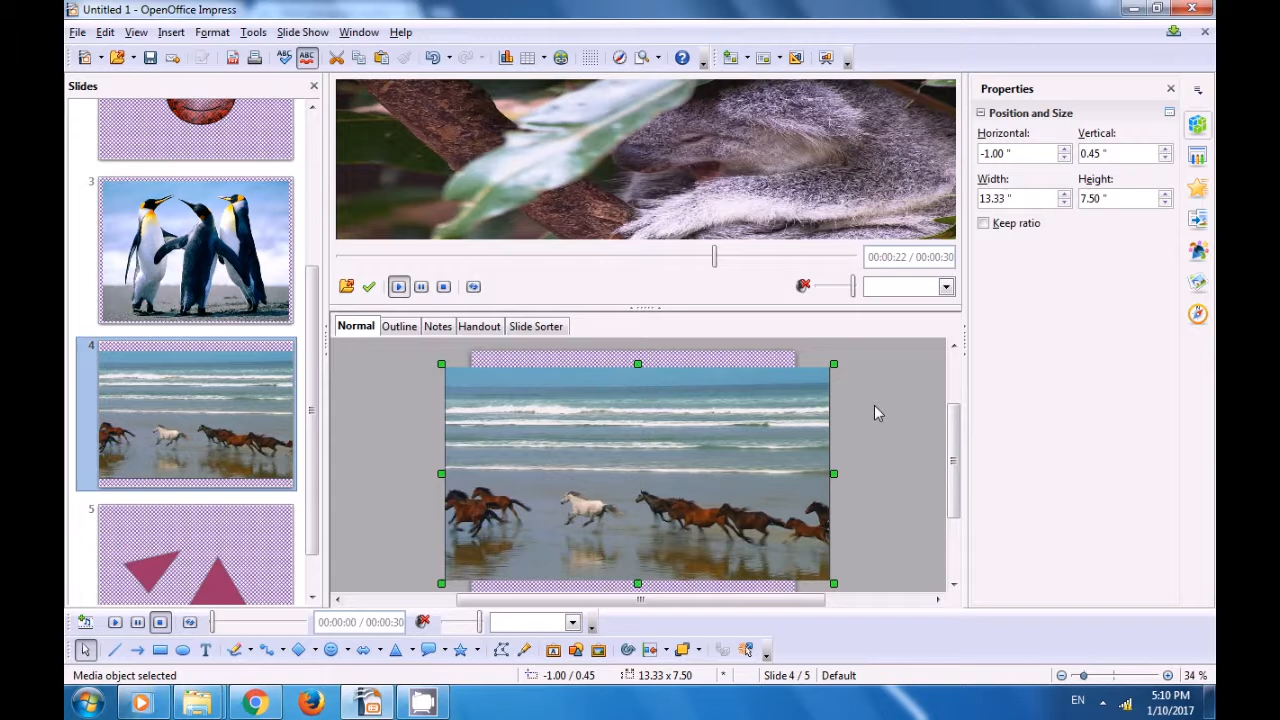 Untitled 1 - OpenOffice Impress
File Edit View Insert Format Tools Slide Show Window Help
ABC ABC
Slides
Properties
Position and Size
Horizontal: Vertical:
-1.00 " 0.45 "
Width: Height:
13.33 " 7.50 "
Keep ratio
3
00:00:22 / 00:00:30
Normal Outline Notes Handout Slide Sorter
4
5
00:00:00 / 00:00:30
T
Media object selected -1.00 / 0.45 13.33 x 7.50 * Slide 4 / 5 Default 34 %
EN 5:10 PM
1/10/2017